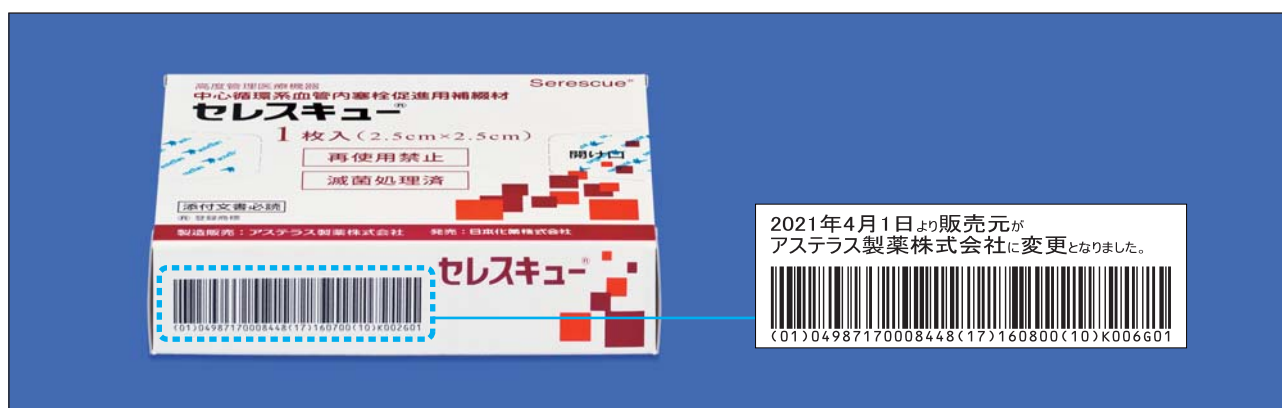 高度管理医療機器
Serescue®
中心循環系血管内塞栓促進用補綴材
セレスキュー®
1枚入(2.5cm×2.5cm)
再使用禁止
開け口
滅菌処理済
添付文書必読
Ⓡ 登録商標
製造販売:アステラス製薬株式会社 発売:日本化薬株式会社
セレスキュー®
(01)04987170008448(17)160700(10)K002G01
2021年4月1日より販売元が
アステラス製薬株式会社に変更となりました。
(01)04987170008448(17)160800(10)K006G01